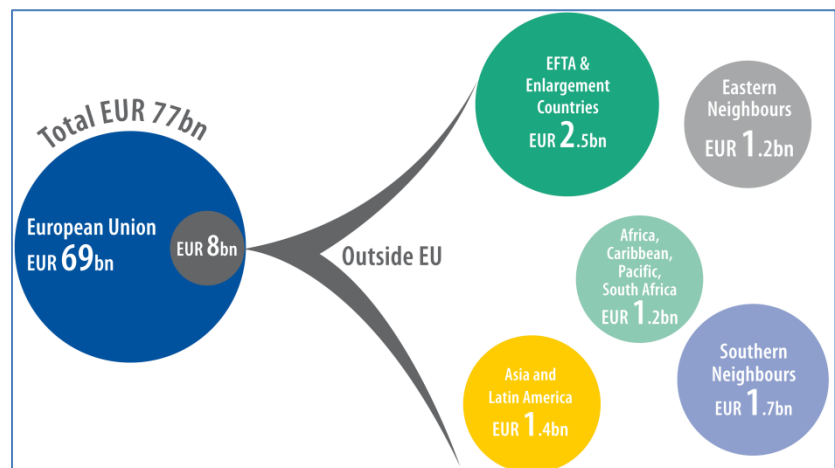 Total EUR 77bn
European Union
EUR 69bn
EUR 8bn
Outside EU
EFTA &
Enlargement
Countries
EUR 2.5bn
Eastern
Neighbours
EUR 1.2bn
Africa,
Caribbean,
Pacific,
South Africa
EUR 1.2bn
Asia and
Latin America
EUR 1.4bn
Southern
Neighbours
EUR 1.7bn